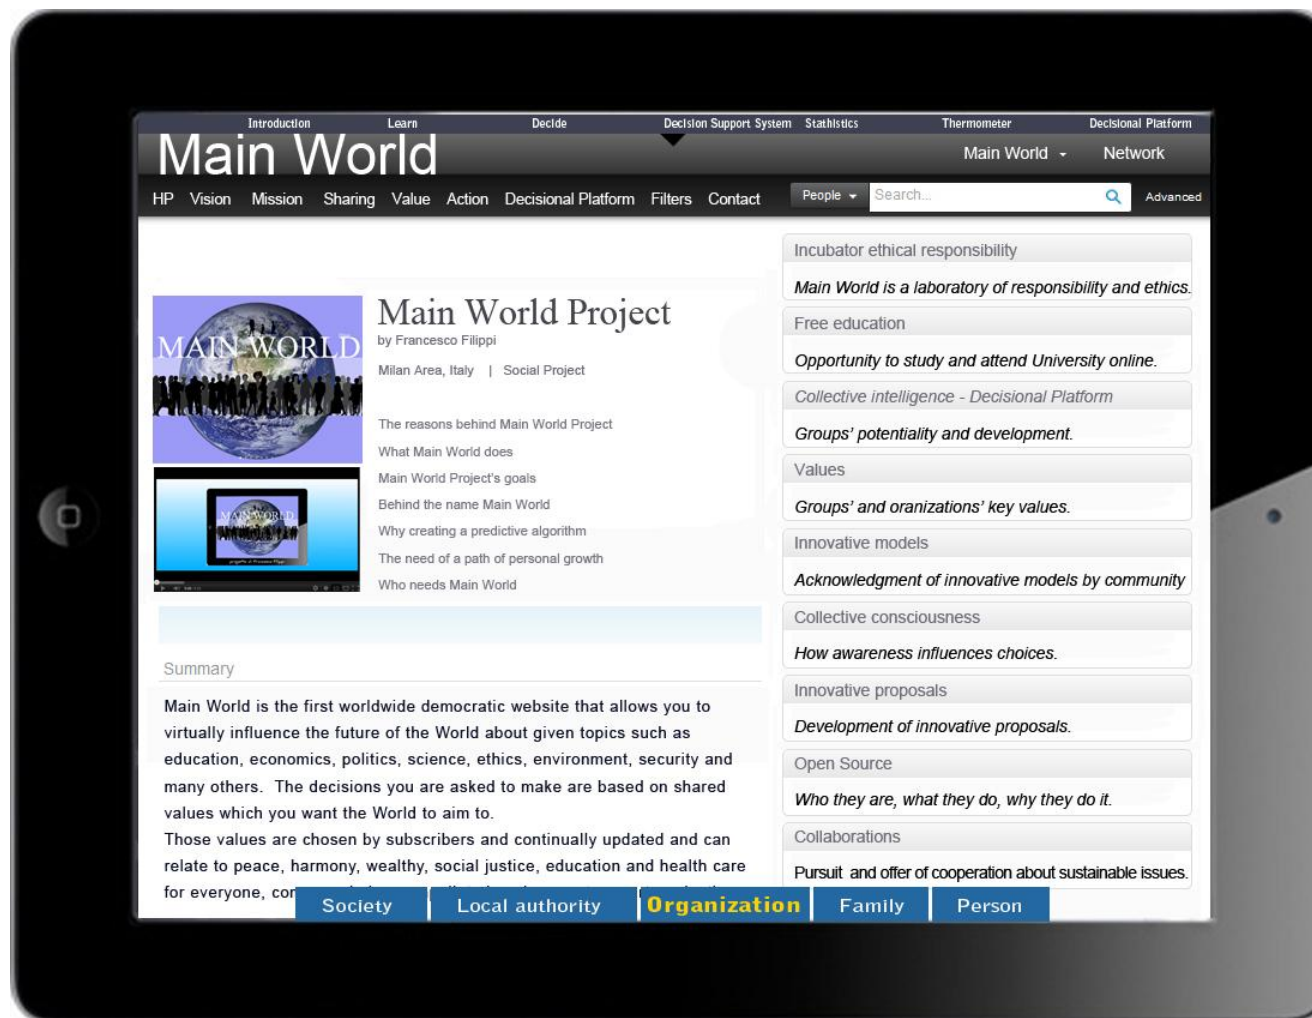 Introduction Learn Decide Decision Support System Stathistics Thermometer Decisional Platform
Main World
Main World Network
HP Vision Mission Sharing Value Action Decisional Platform Filters Contact People Search... Advanced
MAIN WORLD
Main World Project
by Francesco Filippi
Milan Area, Italy | Social Project
The reasons behind Main World Project
What Main World does
Main World Project's goals
Behind the name Main World
Why creating a predictive algorithm
The need of a path of personal growth
Who needs Main World
MAIN WORLD
Summary
Main World is the first worldwide democratic website that allows you to
virtually influence the future of the World about given topics such as
education, economics, politics, science, ethics, environment, security and
many others. The decisions you are asked to make are based on shared
values which you want the World to aim to.
Those values are chosen by subscribers and continually updated and can
relate to peace, harmony, wealthy, social justice, education and health care
for everyone,
Incubator ethical responsibility
Main World is a laboratory of responsibility and ethics.
Free education
Opportunity to study and attend University online.
Collective intelligence - Decisional Platform
Groups' potentiality and development.
Values
Groups' and oranizations' key values.
Innovative models
Acknowledgment of innovative models by community
Collective consciousness
How awareness influences choices.
Innovative proposals
Development of innovative proposals.
Open Source
Who they are, what they do, why they do it.
Collaborations
Pursuit and offer of cooperation about sustainable issues.
Society Local authority Organization Family Person